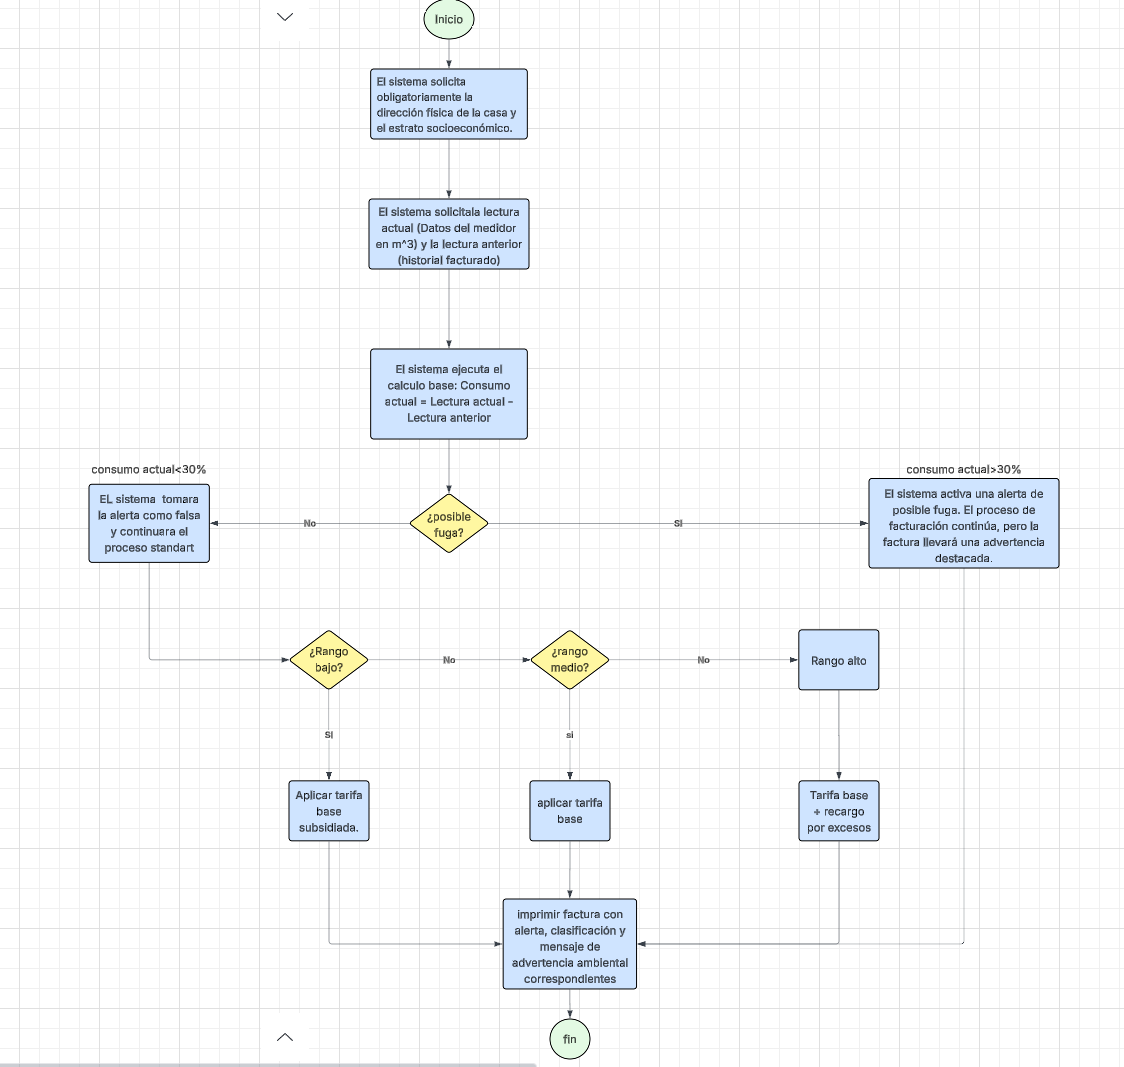 Inicio
El sistema solicita
obligatoriamente la
dirección física de la casa y
el estrato socioeconómico.
El sistema solicitala lectura
actual (Datos del medidor
en m^3) y la lectura anterior
(historial facturado)
El sistema ejecuta el
calculo base: Consumo
actual = Lectura actual -
Lectura anterior
consumo actual<30%
EL sistema tomara
la alerta como falsa
y continuara el
proceso standart
No
¿posible
fuga?
SI
consumo actual>30%
El sistema activa una alerta de
posible fuga. El proceso de
facturación continúa, pero la
factura llevará una advertencia
destacada.
¿Rango
bajo?
No
¿rango
medio?
No
Rango alto
SI
si
Aplicar tarifa
base
subsidiada.
aplicar tarifa
base
Tarifa base
+ recargo
por excesos
imprimir factura con
alerta, clasificación y
mensaje de
advertencia ambiental
correspondientes
fin